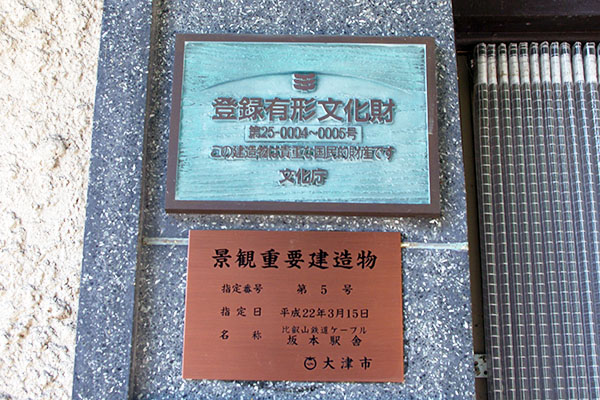 登録有形文化財
第25-0004～0005号
この建造物は貴重な国民的財産です
文化庁
景観重要建造物
指定番号 第5号
指定日 平成22年3月15日
名称 比叡山鉄道ケーブル
坂本駅舎
大津市